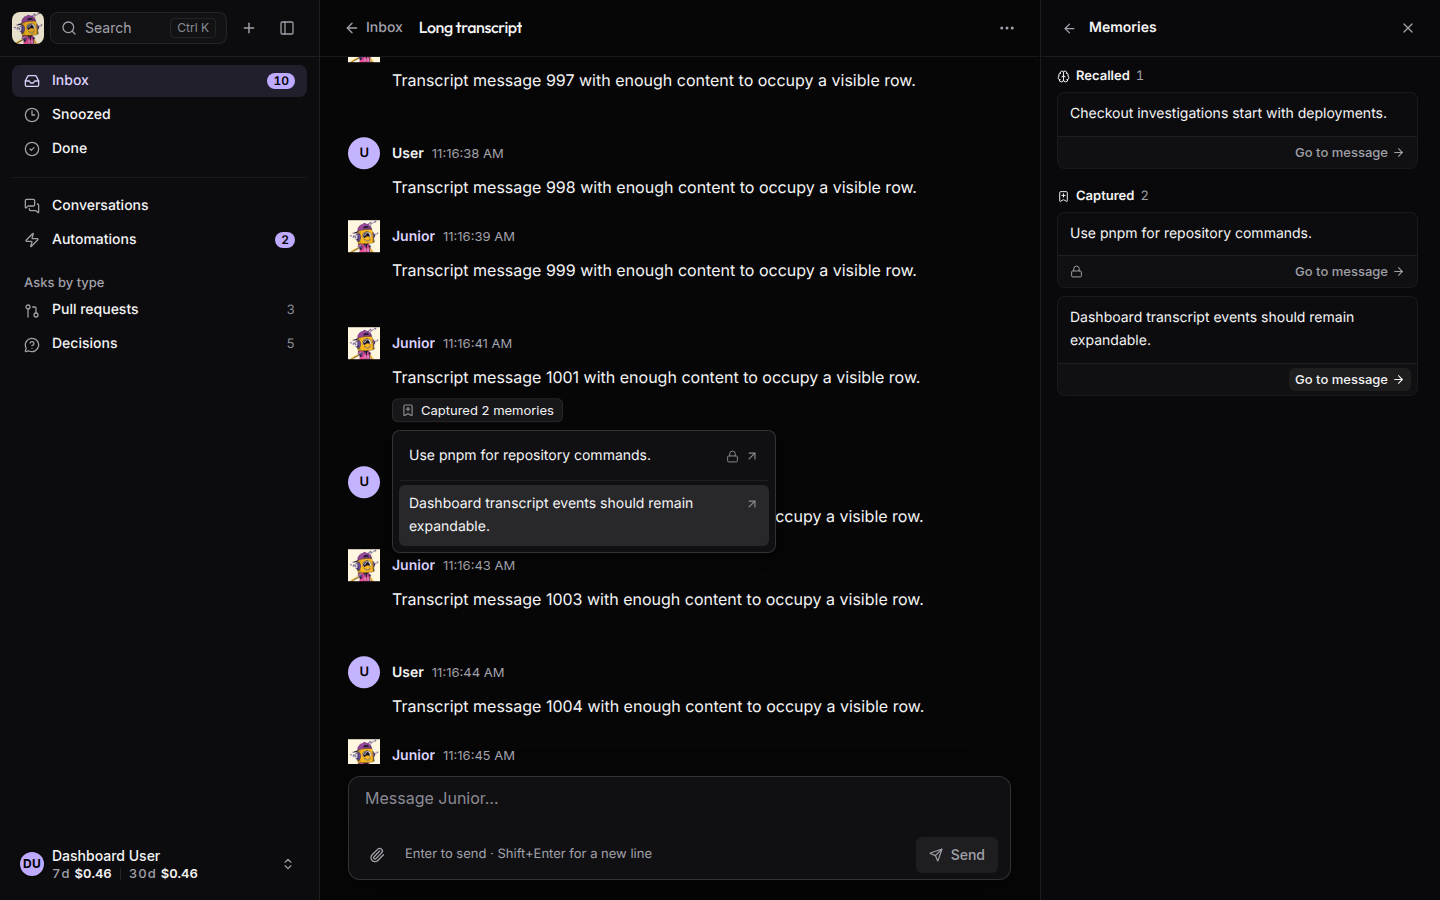 Search
Ctrl K
Inbox
10
Snoozed
Done
Conversations
Automations
2
Asks by type
Pull requests
3
Decisions
5
Dashboard User
DU
7d $0.46
30d $0.46
Inbox
Long transcript
Transcript message 997 with enough content to occupy a visible row.
U
User 11:16:38 AM
Transcript message 998 with enough content to occupy a visible row.
Junior 11:16:39 AM
Transcript message 999 with enough content to occupy a visible row.
Junior 11:16:41 AM
Transcript message 1001 with enough content to occupy a visible row.
Captured 2 memories
Use pnpm for repository commands.
U
Dashboard transcript events should remain
expandable.
ccupy a visible row.
Junior 11:16:43 AM
Transcript message 1003 with enough content to occupy a visible row.
U
User 11:16:44 AM
Transcript message 1004 with enough content to occupy a visible row.
Junior 11:16:45 AM
Message Junior...
Enter to send · Shift+Enter for a new line
Send
Memories
Recalled 1
Checkout investigations start with deployments.
Go to message
Captured 2
Use pnpm for repository commands.
Go to message
Dashboard transcript events should remain
expandable.
Go to message